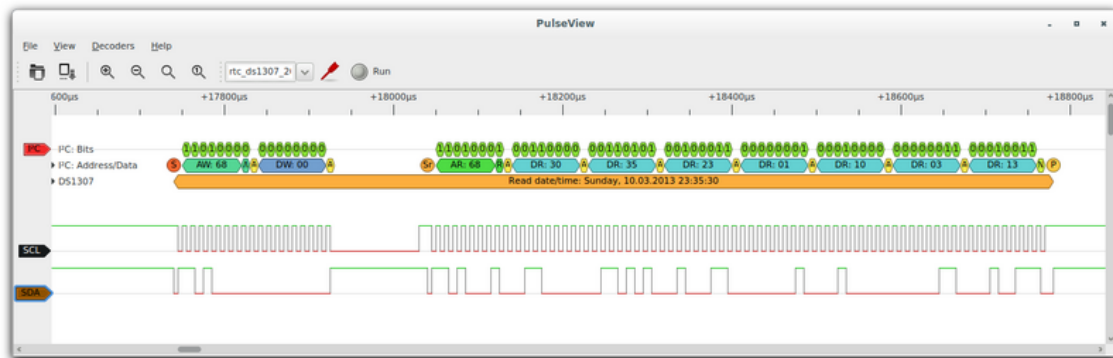 PulseView
File View Decoders Help
rtc_ds1307_2 Run
600µs +17800µs +18000µs +18200µs +18400µs +18600µs +18800µs
I²C I²C: Bits 11010000 00000000 11010001 00110000 00110101 00100011 00000001 00010000 00000011 00010011
I²C: Address/Data S AW: 68 A A DW: 00 A Sr AR: 68 R A DR: 30 A DR: 35 A DR: 23 A DR: 01 A DR: 10 A DR: 03 A DR: 13 N P
DS1307 Read date/time: Sunday, 10.03.2013 23:35:30
SCL
SDA